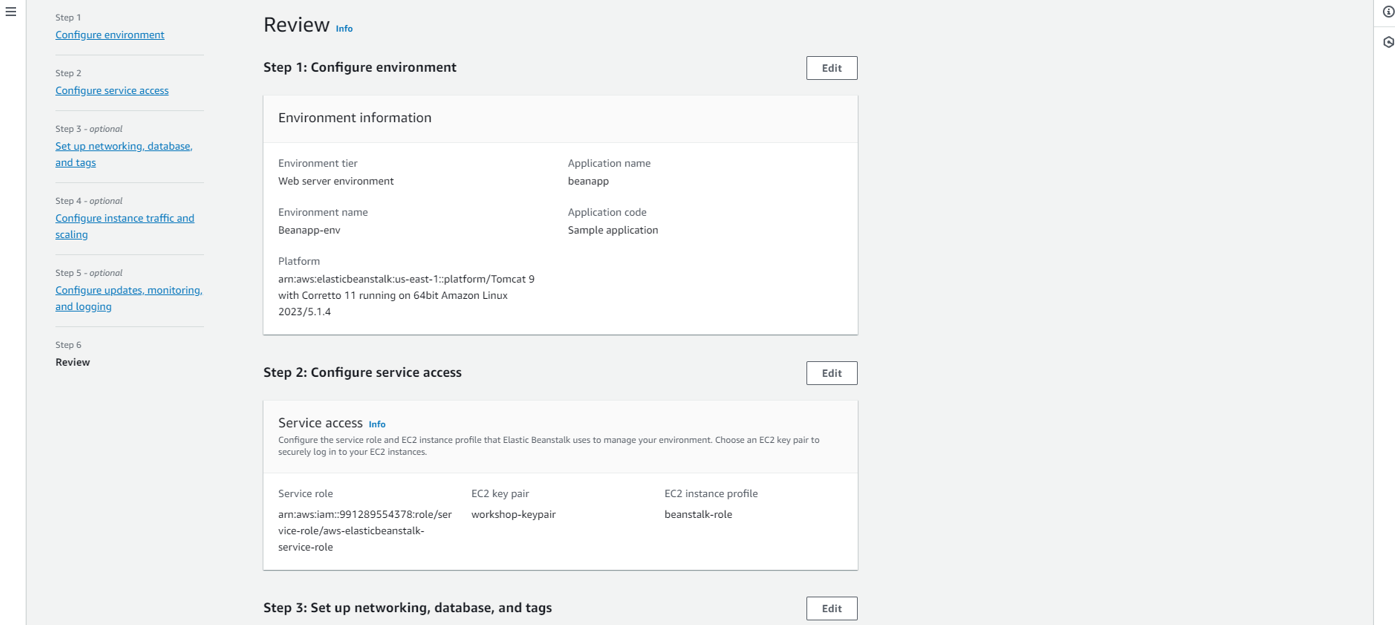 Step 1
Configure environment
Step 2
Configure service access
Step 3 - optional
Set up networking, database,
and tags
Step 4 - optional
Configure instance traffic and
scaling
Step 5 - optional
Configure updates, monitoring,
and logging
Step 6
Review
Review Info
Step 1: Configure environment
Edit
Environment information
Environment tier
Web server environment
Application name
beanapp
Environment name
Beanapp-env
Application code
Sample application
Platform
arn:aws:elasticbeanstalk:us-east-1::platform/Tomcat 9
with Corretto 11 running on 64bit Amazon Linux
2023/5.1.4
Step 2: Configure service access
Edit
Service access Info
Configure the service role and EC2 instance profile that Elastic Beanstalk uses to manage your environment. Choose an EC2 key pair to
securely log in to your EC2 instances.
Service role
arn:aws:iam::991289554378:role/ser
vice-role/aws-elasticbeanstalk-
service-role
EC2 key pair
workshop-keypair
EC2 instance profile
beanstalk-role
Step 3: Set up networking, database, and tags
Edit